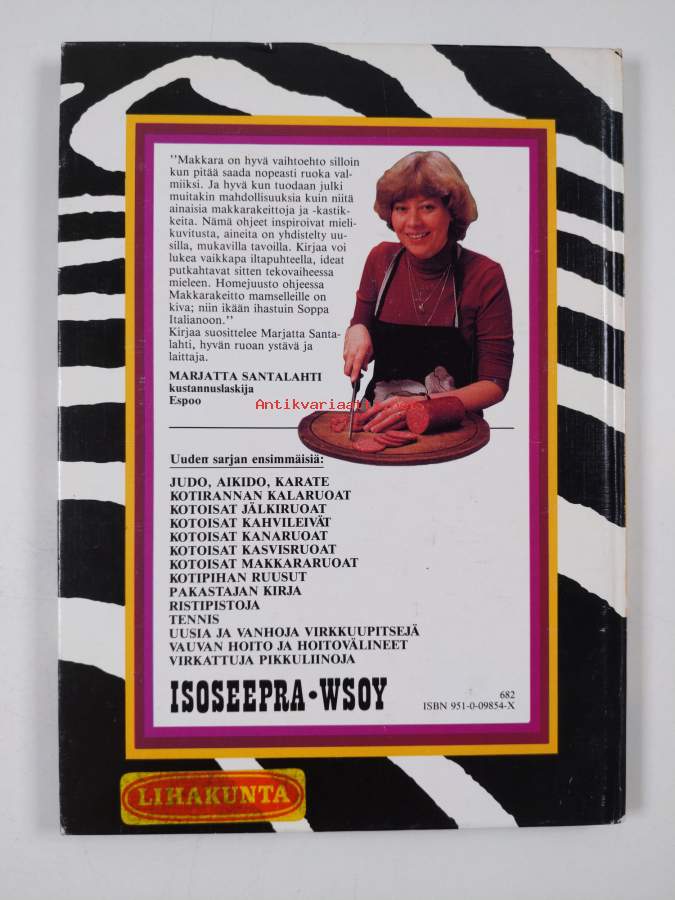 "Makkara on hyvä vaihtoehto silloin
kun pitää saada nopeasti ruoka val-
miiksi. Ja hyvä kun tuodaan julki
muitakin mahdollisuuksia kuin niitä
ainaisia makkarakeittoja ja -kastik-
keita. Nämä ohjeet inspiroivat mieli-
kuvitusta, aineita on yhdistelty uu-
silla, mukavilla tavoilla. Kirjaa voi
lukea vaikkapa iltapuhteella, ideat
putkahtavat sitten tekovaiheessa
mieleen. Homejuusto ohjeessa
Makkarakeitto mamselleille on
kiva; niin ikään ihastuin Soppa
Italianoon."
Kirjaa suosittelee Marjatta Santa-
lahti, hyvän ruoan ystävä ja
laittaja.
MARJATTA SANTALAHTI
kustannuslaskija
Espoo
Uuden sarjan ensimmäisiä:
JUDO, AIKIDO, KARATE
KOTIRANNAN KALARUOAT
KOTOISAT JÄLKIRUOAT
KOTOISAT KAHVILEIVÄT
KOTOISAT KANARUOAT
KOTOISAT KASVISRUOAT
KOTOISAT MAKKARARUOAT
KOTIPIHAN RUUSUT
PAKASTAJAN KIRJA
RISTIPISTOJA
TENNIS
UUSIA JA VANHOJA VIRKKUUPITSEJÄ
VAUVAN HOITO JA HOITOVÄLINEET
VIRKATTUJA PIKKULIINOJA
ISOSEEPRA•WSOY
682
ISBN 951-0-09854-X
LIHAKUNTA